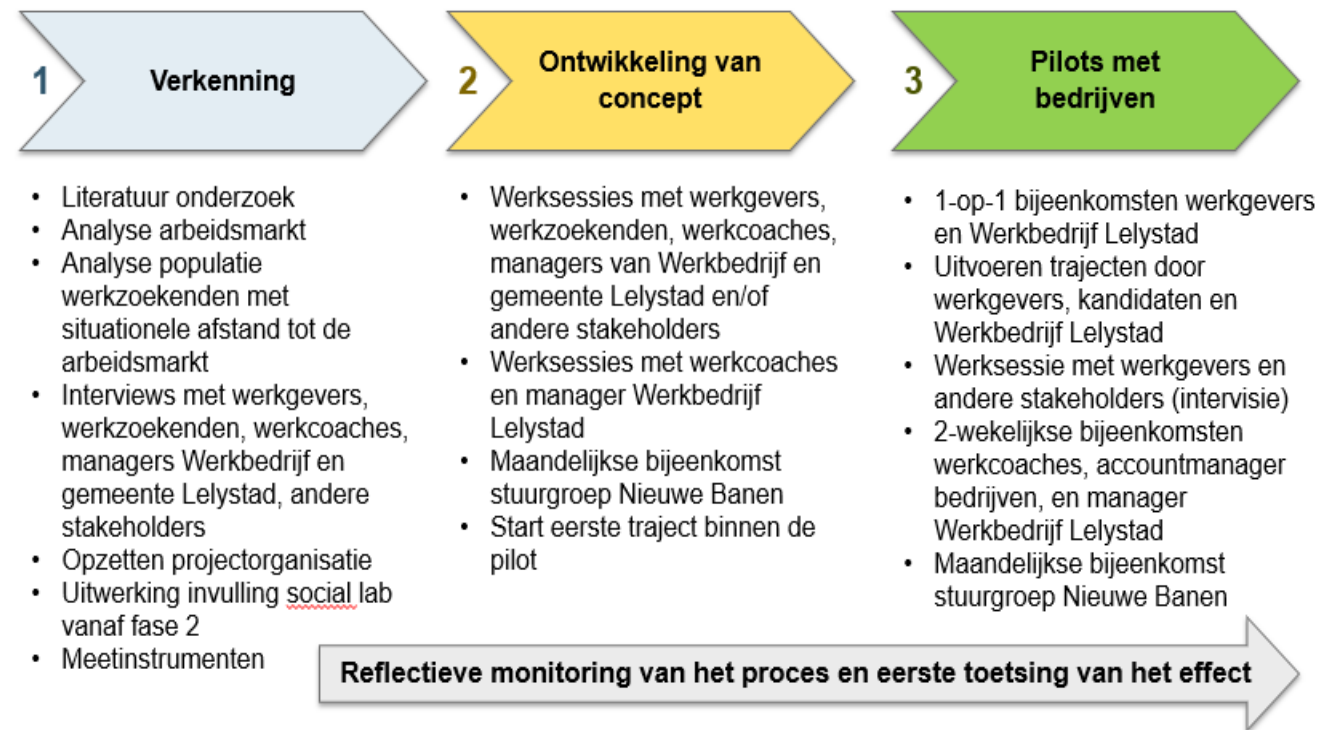 1
Verkenning
• Literatuur onderzoek
• Analyse arbeidsmarkt
• Analyse populatie
werkzoekenden met
situationele afstand tot de
arbeidsmarkt
• Interviews met werkgevers,
werkzoekenden, werkcoaches,
managers Werkbedrijf en
gemeente Lelystad, andere
stakeholders
• Opzetten projectorganisatie
• Uitwerking invulling social lab
vanaf fase 2
• Meetinstrumenten
2
Ontwikkeling van
concept
• Werksessies met werkgevers,
werkzoekenden, werkcoaches,
managers van Werkbedrijf en
gemeente Lelystad en/of
andere stakeholders
• Werksessies met werkcoaches
en manager Werkbedrijf
Lelystad
• Maandelijkse bijeenkomst
stuurgroep Nieuwe Banen
• Start eerste traject binnen de
pilot
3
Pilots met
bedrijven
• 1-op-1 bijeenkomsten werkgevers
en Werkbedrijf Lelystad
• Uitvoeren trajecten door
werkgevers, kandidaten en
Werkbedrijf Lelystad
• Werksessie met werkgevers en
andere stakeholders (intervisie)
• 2-wekelijkse bijeenkomsten
werkcoaches, accountmanager
bedrijven, en manager
Werkbedrijf Lelystad
• Maandelijkse bijeenkomst
stuurgroep Nieuwe Banen
Reflectieve monitoring van het proces en eerste toetsing van het effect